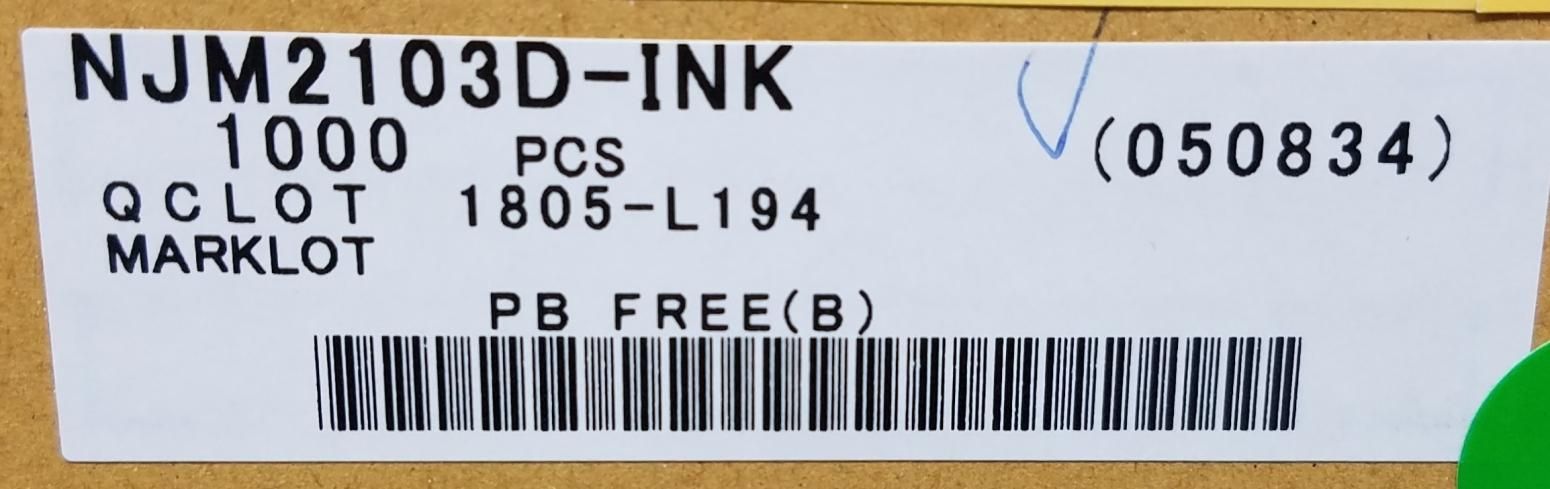 NJM2103D-INK
1000 PCS (050834)
QCLOT 1805-L194
MARKLOT
PB FREE(B)